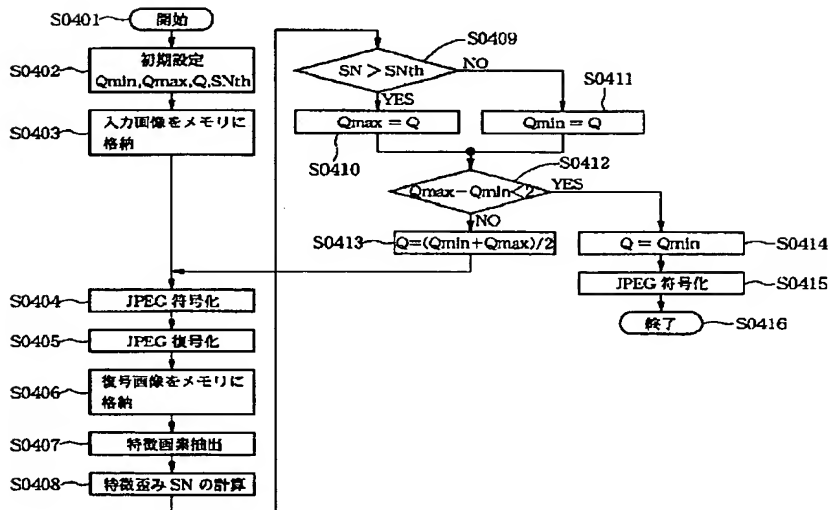 S0401
開始
S0402
初期設定
Qmin,Qmax,Q,SNth
S0403
入力画像をメモリに
格納
S0404
JPEG 符号化
S0405
JPEG 復号化
S0406
復号画像をメモリに
格納
S0407
特徴画素抽出
S0408
特徴歪み SN の計算
S0409
SN > SNth
NO
YES
S0410
Qmax = Q
S0411
Qmin = Q
S0412
Qmax-Qmin<2
YES
NO
S0413
Q=(Qmin+Qmax)/2
Q = Qmin
S0414
JPEG 符号化
S0415
終了
S0416